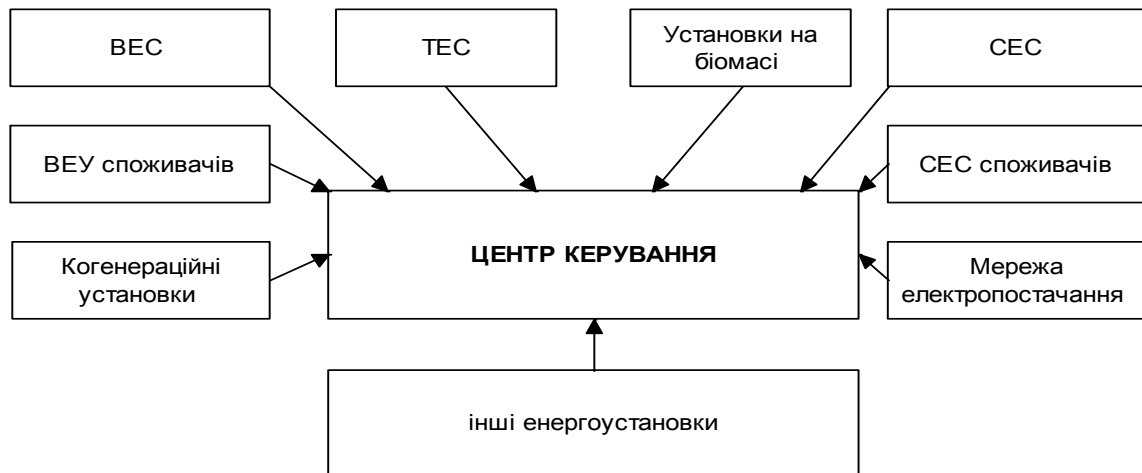 ВЕС
ТЕС
Установки на
біомасі
СЕС
ВЕУ споживачів
СЕС споживачів
ЦЕНТР КЕРУВАННЯ
Когенераційні
установки
Мережа
електропостачання
інші енергоустановки